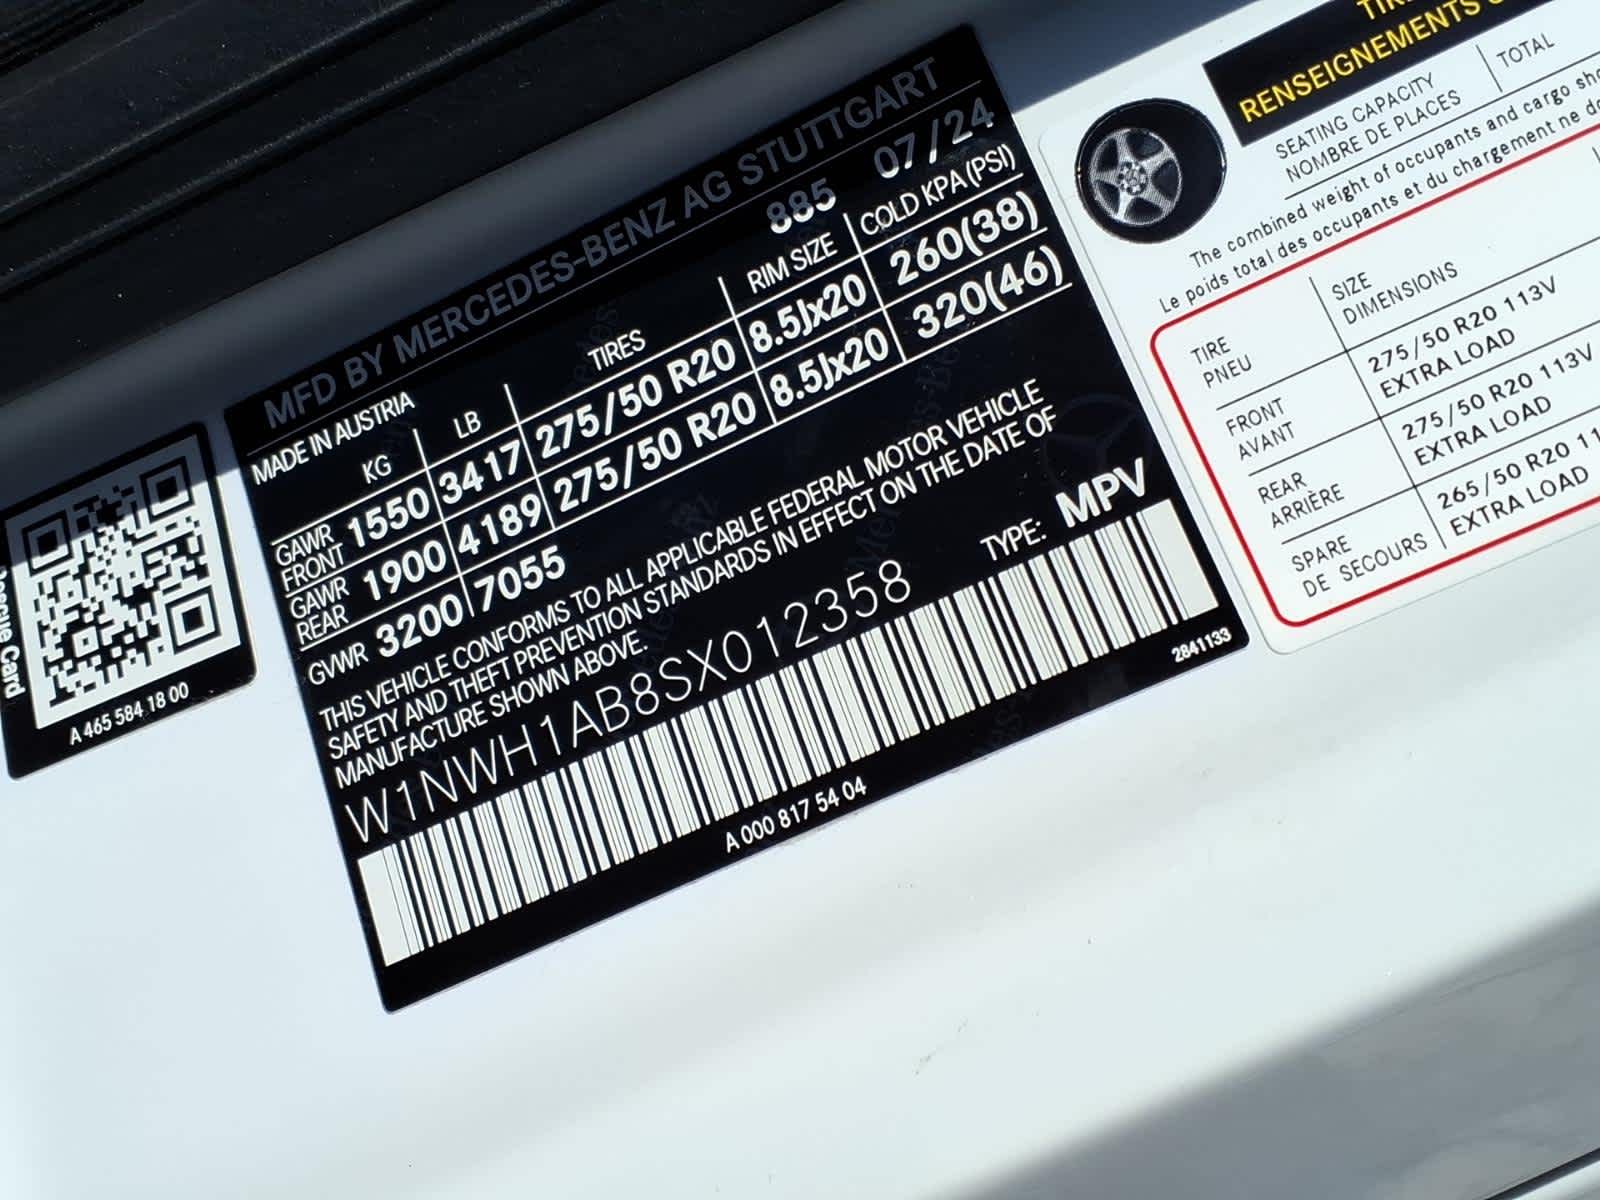 MFD BY MERCEDES-BENZ AG STUTTGART
MADE IN AUSTRIA 885 07/24
KG LB TIRES RIM SIZE COLD KPA(PSI)
GAWR FRONT 1550 3417 275/50 R20 8.5Jx20 260(38)
GAWR REAR 1900 4189 275/50 R20 8.5Jx20 320(46)
GVWR 3200 7055
THIS VEHICLE CONFORMS TO ALL APPLICABLE FEDERAL MOTOR VEHICLE
SAFETY AND THEFT PREVENTION STANDARDS IN EFFECT ON THE DATE OF
MANUFACTURE SHOWN ABOVE.
TYPE: MPV
W1NWH1AB8SX012358
2841133
A 000 817 54 04
Card
A 465 584 18 00
RENSEIGNEMENTS
SEATING CAPACITY
NOMBRE DE PLACES
TOTAL
The combined weight of occupants and cargo
Le poids total des occupants et du chargement ne
TIRE
PNEU
SIZE
DIMENSIONS
FRONT
AVANT
275/50 R20 113V
EXTRA LOAD
REAR
ARRIÈRE
275/50 R20 113V
EXTRA LOAD
SPARE
DE SECOURS
265/50 R20
EXTRA LOAD